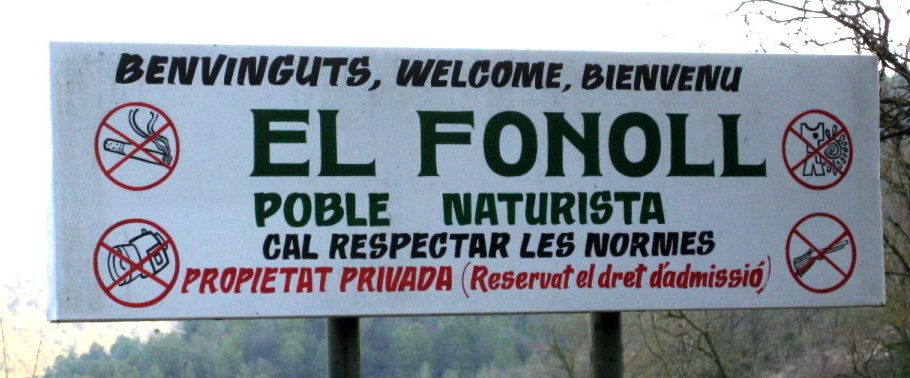 BENVINGUTS, WELCOME, BIENVENU
EL FONOLL
POBLE NATURISTA
CAL RESPECTAR LES NORMES
PROPIETAT PRIVADA (Reservat el dret d'admissió)